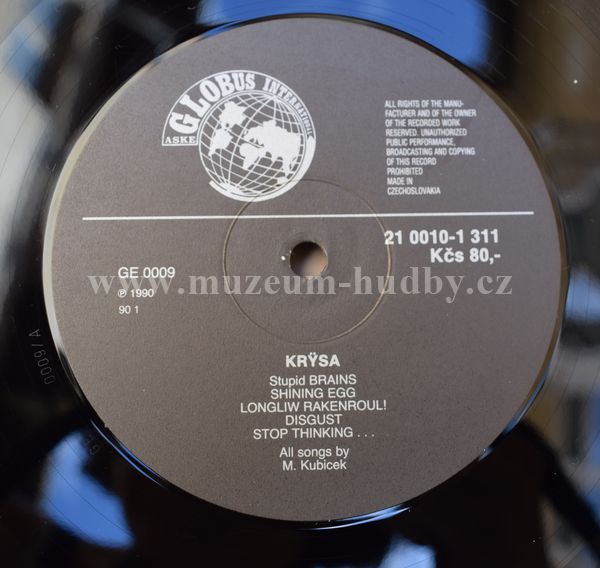 GLOBUS INTERNATIONAL
ASKE
ALL RIGHTS OF THE MANU-
FACTURER AND OF THE OWNER
OF THE RECORDED WORK
RESERVED. UNAUTHORIZED
PUBLIC PERFORMANCE,
BROADCASTING AND COPYING
OF THIS RECORD
PROHIBITED
MADE IN
CZECHOSLOVAKIA
21 0010-1 311
Kčs 80,-
GE 0009
℗ 1990
90 1
www.muzeum-hudby.cz
KRŸSA
Stupid BRAINS
SHINING EGG
LONGLIW RAKENROUL!
DISGUST
STOP THINKING . . .
All songs by
M. Kubicek
0009/A
GE